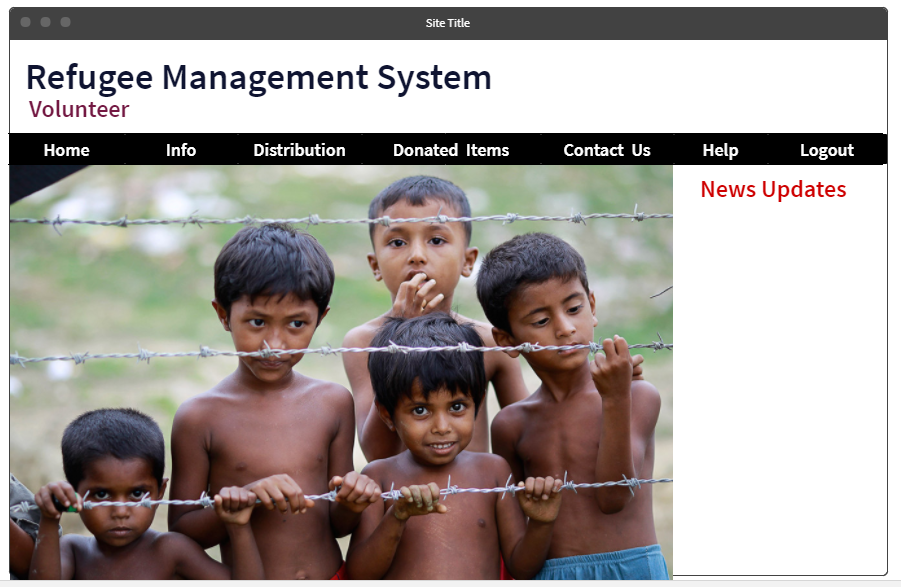 Site Title
Refugee Management System
Volunteer
Home Info Distribution Donated Items Contact Us Help Logout
News Updates